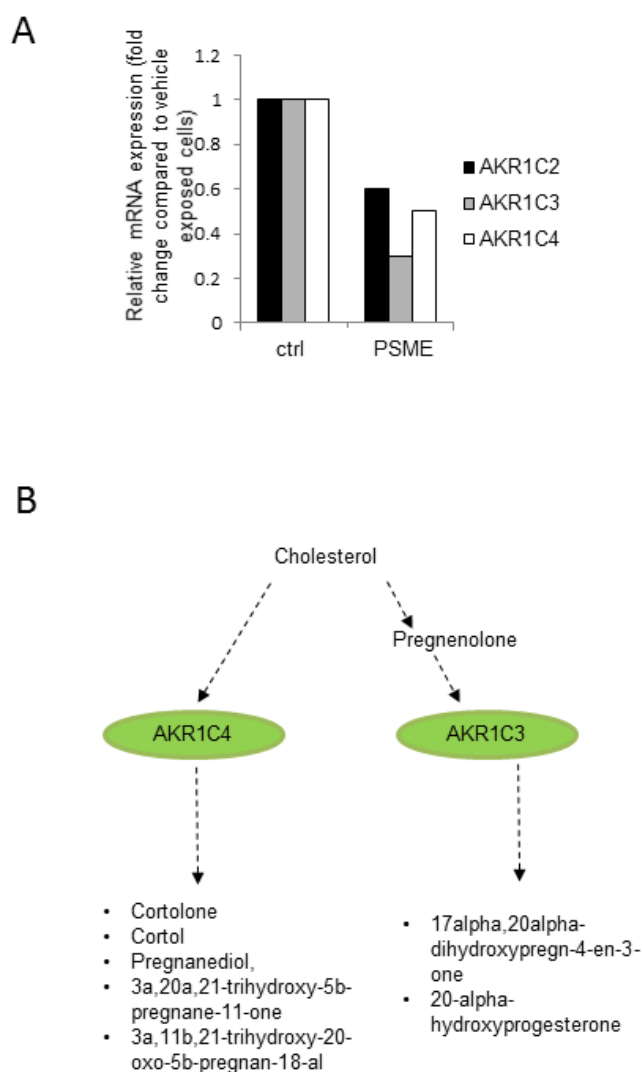 A
Relative mRNA expression (fold
change compared to vehicle
exposed cells)
1.2
1
0.8
0.6
0.4
0.2
0
ctrl
PSME
AKR1C2
AKR1C3
AKR1C4
B
Cholesterol
Pregnenolone
AKR1C4
AKR1C3
• Cortolone
• Cortol
• Pregnanediol,
• 3a,20a,21-trihydroxy-5b-
pregnane-11-one
• 3a,11b,21-trihydroxy-20-
oxo-5b-pregnan-18-al
• 17alpha,20alpha-
dihydroxypregn-4-en-3-
one
• 20-alpha-
hydroxyprogesterone